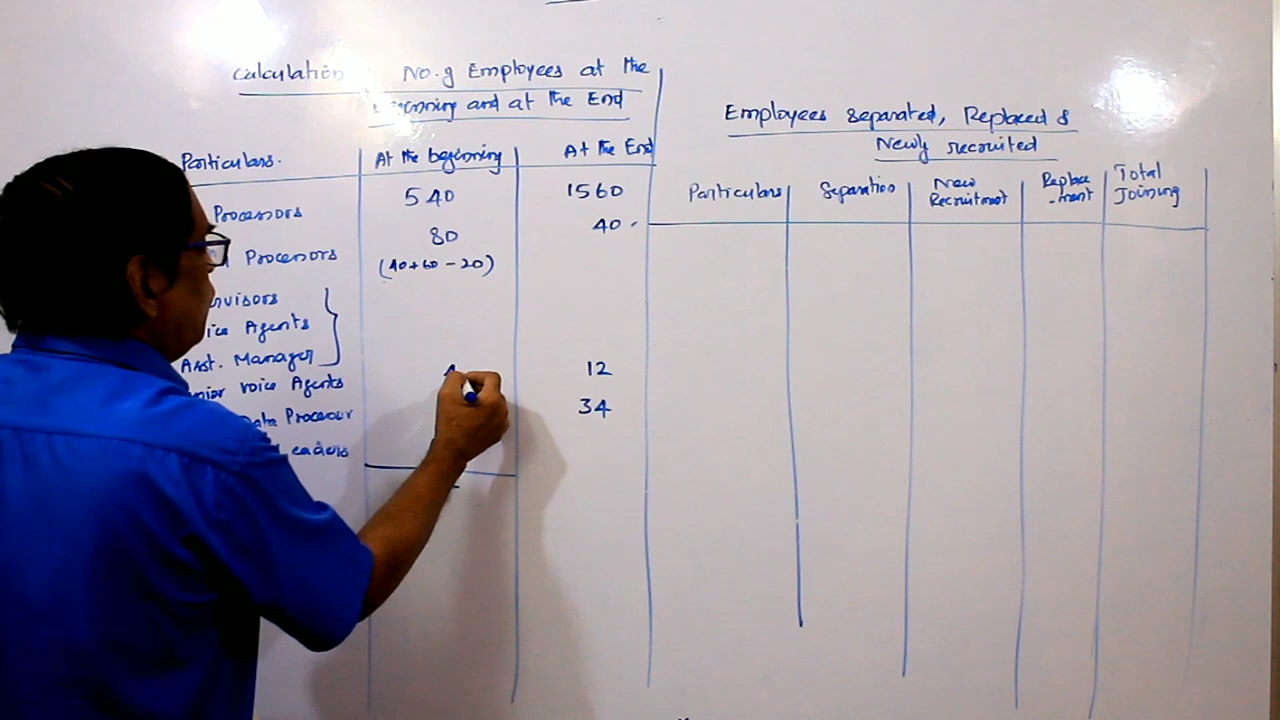 Calculation No. of Employees at the
Beginning and at the End
Particulars. At the beginning At the End
Processors 540 1560
Processors 80 40
(40+60-20)
Agents
Asst. Manager 12
voice Agents 34
Data Processor
Employees Separated, Replaced &
Newly recruited
Particulars Separation New Recruitment Replace-ment Total Joining